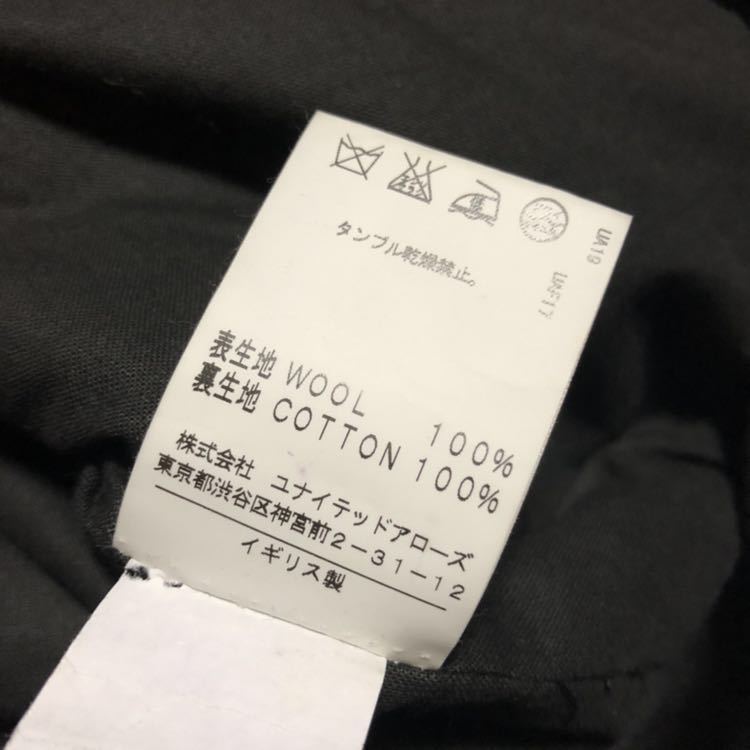 タンブル乾燥禁止。
表生地 WOOL 100%
裏生地 COTTON 100%
株式会社 ユナイテッドアローズ
東京都渋谷区神宮前2-31-12
イギリス製